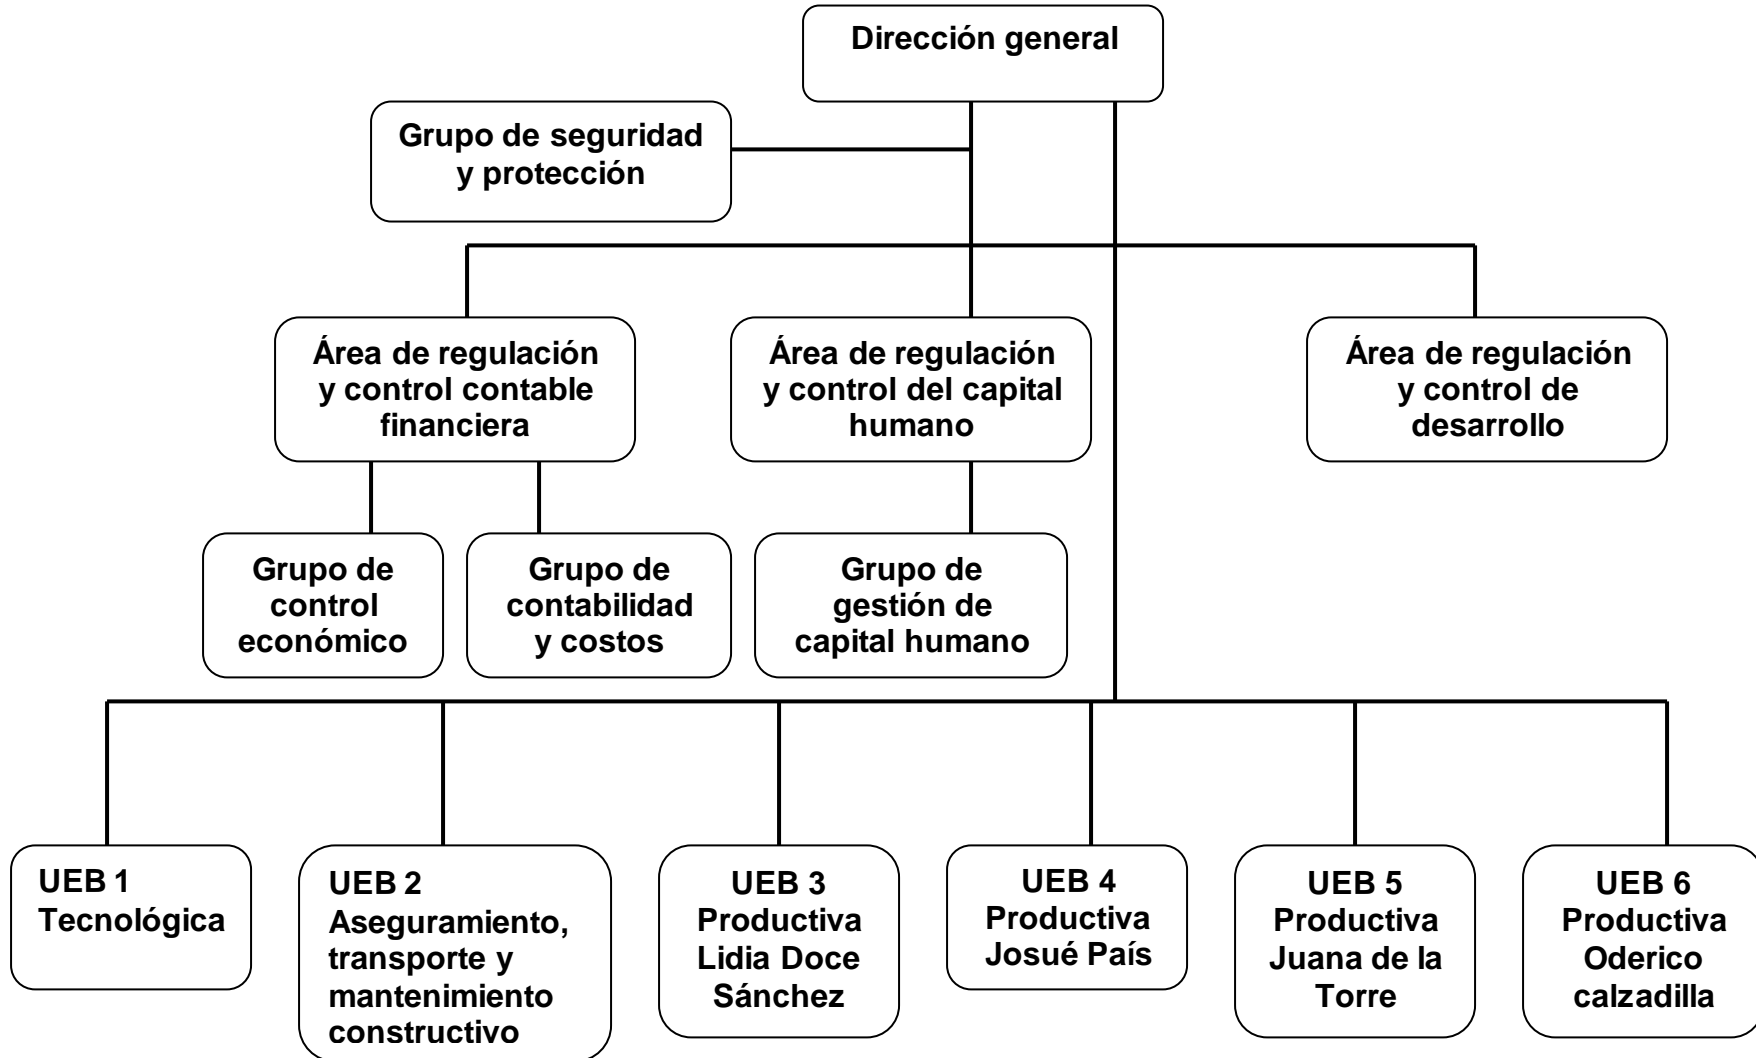 Dirección general
Grupo de seguridad
y protección
Área de regulación
y control contable
financiera
Área de regulación
y control del capital
humano
Área de regulación
y control de
desarrollo
Grupo de
control
económico
Grupo de
contabilidad
y costos
Grupo de
gestión de
capital humano
UEB 1
Tecnológica
UEB 2
Aseguramiento,
transporte y
mantenimiento
constructivo
UEB 3
Productiva
Lidia Doce
Sánchez
UEB 4
Productiva
Josué País
UEB 5
Productiva
Juana de la
Torre
UEB 6
Productiva
Oderico
calzadilla